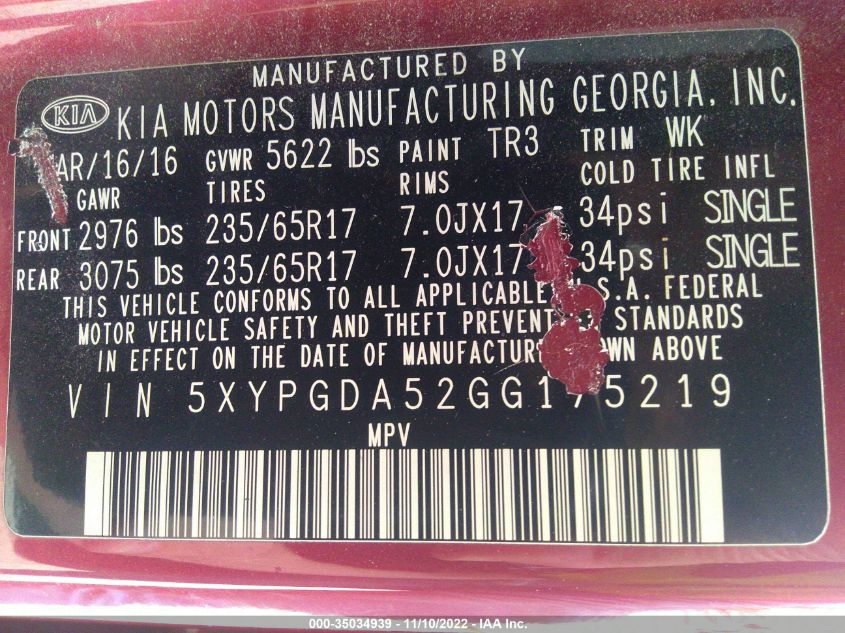 MANUFACTURED BY
KIA KIA MOTORS MANUFACTURING GEORGIA, INC.
AR/16/16 GVWR 5622 lbs PAINT TR3 TRIM WK
GAWR TIRES RIMS COLD TIRE INFL
FRONT 2976 lbs 235/65R17 7.0JX17 34psi SINGLE
REAR 3075 lbs 235/65R17 7.0JX17 34psi SINGLE
THIS VEHICLE CONFORMS TO ALL APPLICABLE S.A. FEDERAL
MOTOR VEHICLE SAFETY AND THEFT PREVENT STANDARDS
IN EFFECT ON THE DATE OF MANUFACTUR WN ABOVE
VIN 5XYPGDA52GG175219
MPV
000-35034939 - 11/10/2022 - IAA Inc.